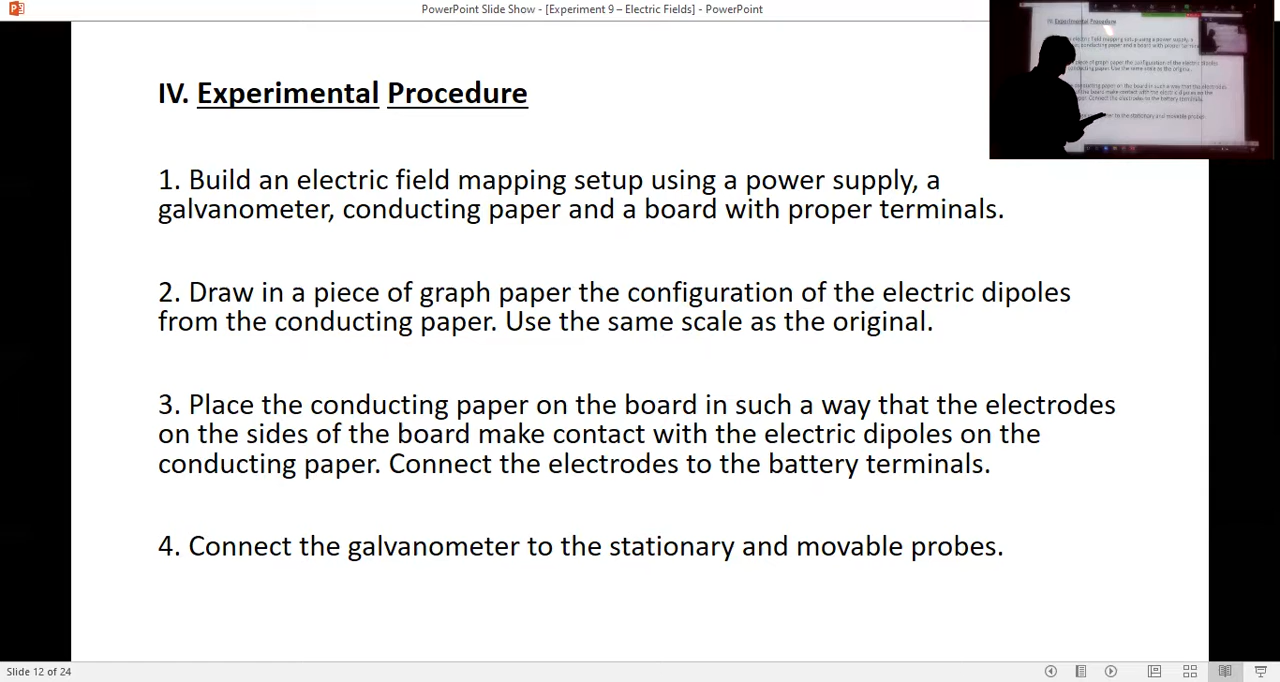 PowerPoint Slide Show - [Experiment 9 – Electric Fields] - PowerPoint
IV. Experimental Procedure
1. Build an electric field mapping setup using a power supply, a
galvanometer, conducting paper and a board with proper terminals.
2. Draw in a piece of graph paper the configuration of the electric dipoles
from the conducting paper. Use the same scale as the original.
3. Place the conducting paper on the board in such a way that the electrodes
on the sides of the board make contact with the electric dipoles on the
conducting paper. Connect the electrodes to the battery terminals.
4. Connect the galvanometer to the stationary and movable probes.
Slide 12 of 24